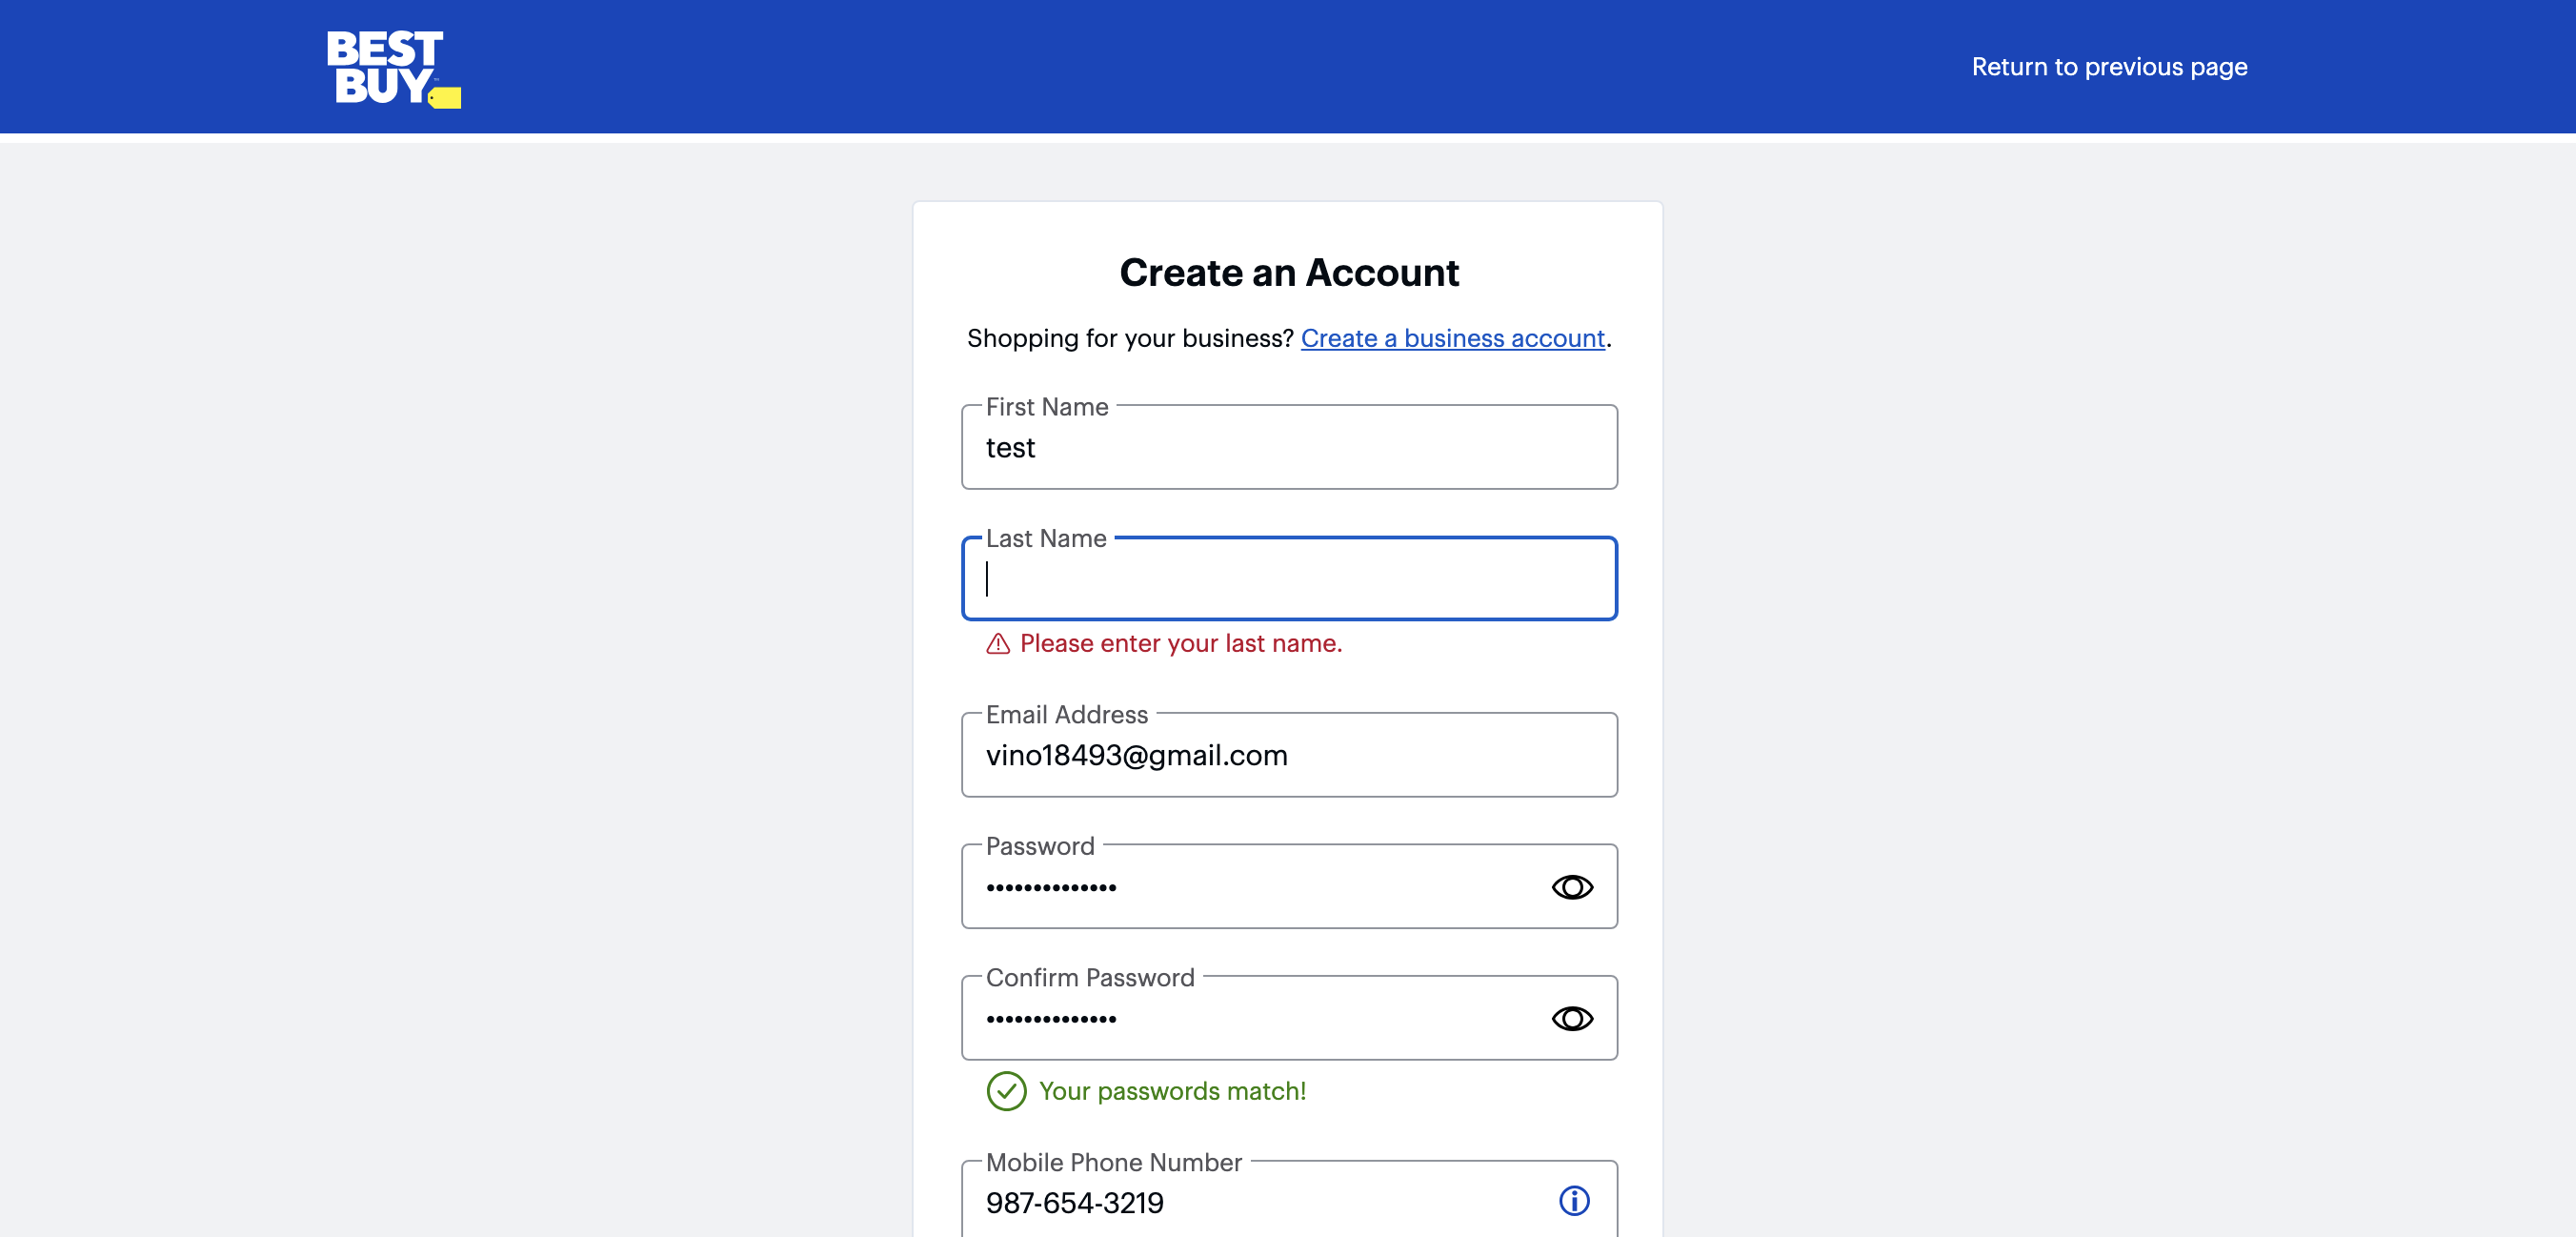 BEST
BUY
Return to previous page
Create an Account
Shopping for your business? Create a business account.
First Name
test
Last Name
Please enter your last name.
Email Address
vino18493@gmail.com
Password
••••••••••••••
Confirm Password
••••••••••••••
Your passwords match!
Mobile Phone Number
987-654-3219